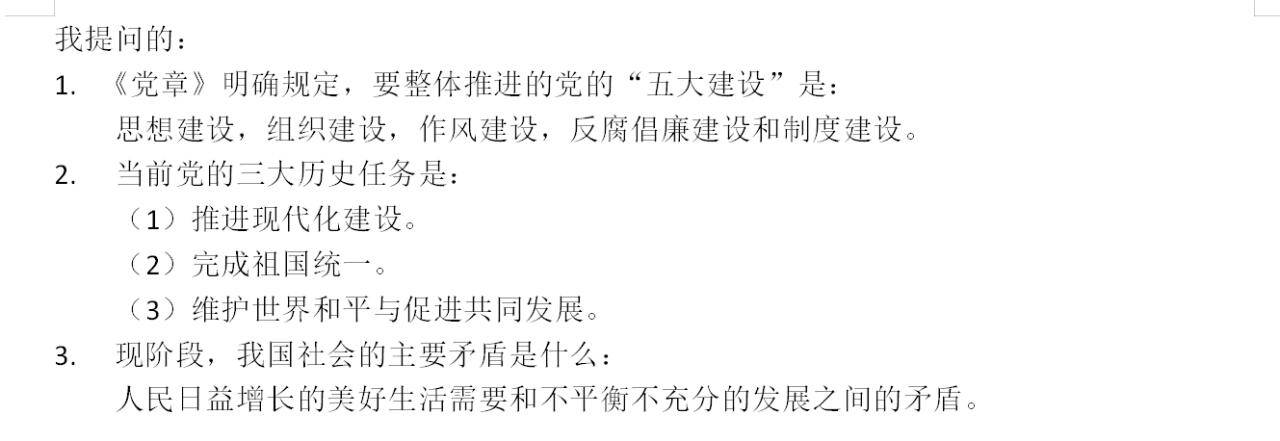 我提问的：
1. 《党章》明确规定，要整体推进的党的“五大建设”是：
思想建设，组织建设，作风建设，反腐倡廉建设和制度建设。
2. 当前党的三大历史任务是：
（1）推进现代化建设。
（2）完成祖国统一。
（3）维护世界和平与促进共同发展。
3. 现阶段，我国社会的主要矛盾是什么：
人民日益增长的美好生活需要和不平衡不充分的发展之间的矛盾。